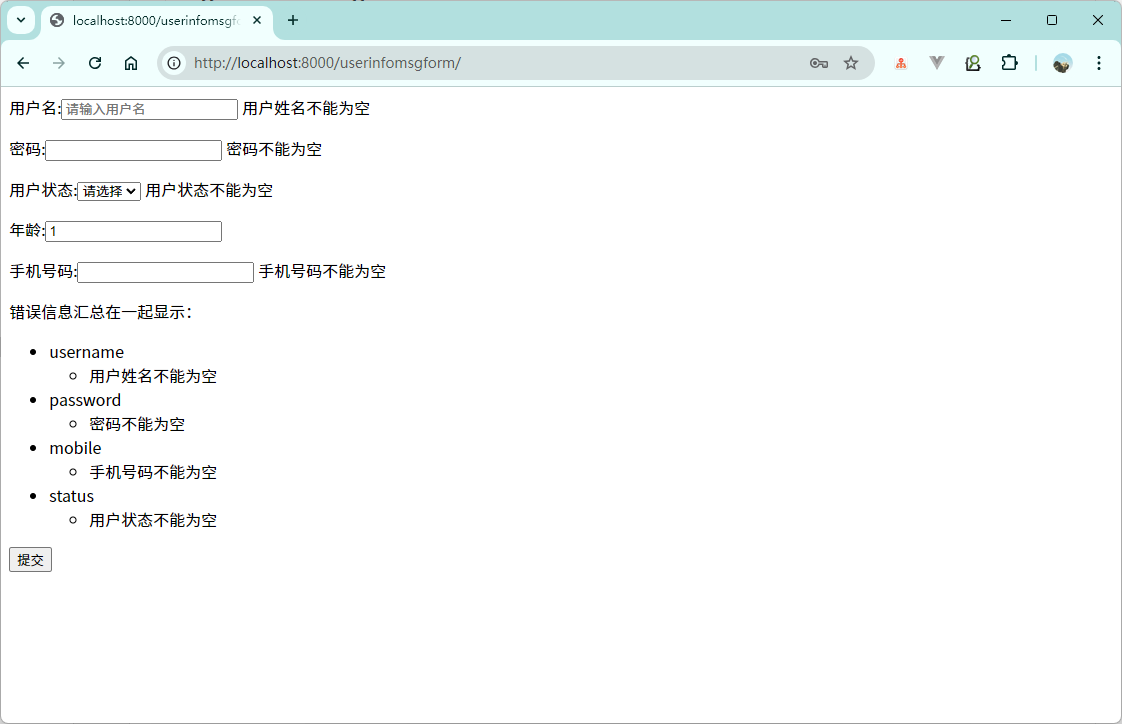 localhost:8000/userinfomsgfo
http://localhost:8000/userinfomsgform/
用户名:请输入用户名 用户姓名不能为空
密码: 密码不能为空
用户状态:请选择 用户状态不能为空
年龄:1
手机号码: 手机号码不能为空
错误信息汇总在一起显示：
username
用户姓名不能为空
password
密码不能为空
mobile
手机号码不能为空
status
用户状态不能为空
提交